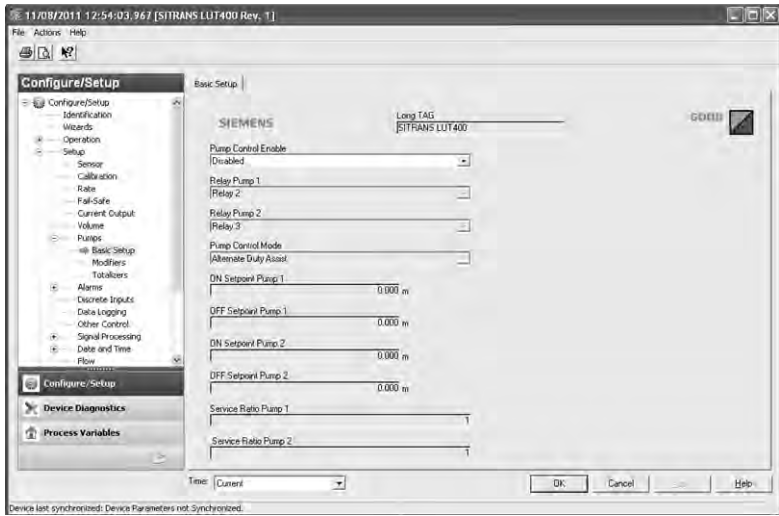 11/08/2011 12:54:03.967 [SITRANS LUT400 Rev. 1]
File Actions Help
Configure/Setup
Configure/Setup
Identification
Wizards
Operation
Setup
Sensor
Calibration
Rate
Fail-Safe
Current Output
Volume
Pumps
Basic Setup
Modifiers
Totalizers
Alarms
Discrete Inputs
Data Logging
Other Control
Signal Processing
Date and Time
Flow
Configure/Setup
Device Diagnostics
Process Variables
Basic Setup
SIEMENS
Long TAG
SITRANS LUT400
GOOD
Pump Control Enable
Disabled
Relay Pump 1
Relay 2
Relay Pump 2
Relay 3
Pump Control Mode
Alternate Duty Assist
ON Setpoint Pump 1
0.000 m
OFF Setpoint Pump 1
0.000 m
ON Setpoint Pump 2
0.000 m
OFF Setpoint Pump 2
0.000 m
Service Ratio Pump 1
1
Service Ratio Pump 2
1
Time: Current
OK Cancel Help
Device last synchronized: Device Parameters not Synchronized.